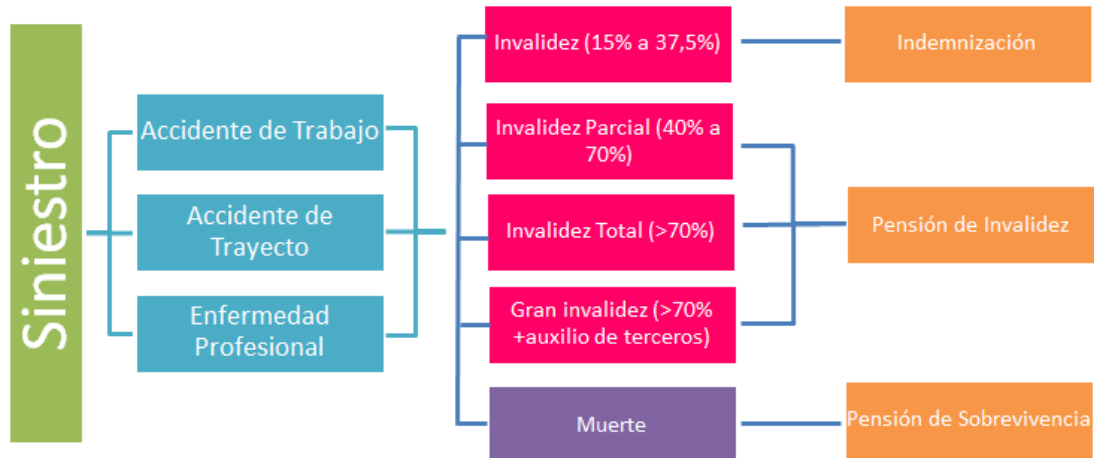 Siniestro
Accidente de Trabajo
Accidente de
Trayecto
Enfermedad
Profesional
Invalidez (15% a 37,5%)
Invalidez Parcial (40% a
70%)
Invalidez Total (>70%)
Gran invalidez (>70%
+auxilio de terceros)
Muerte
Indemnización
Pensión de Invalidez
Pensión de Sobrevivencia